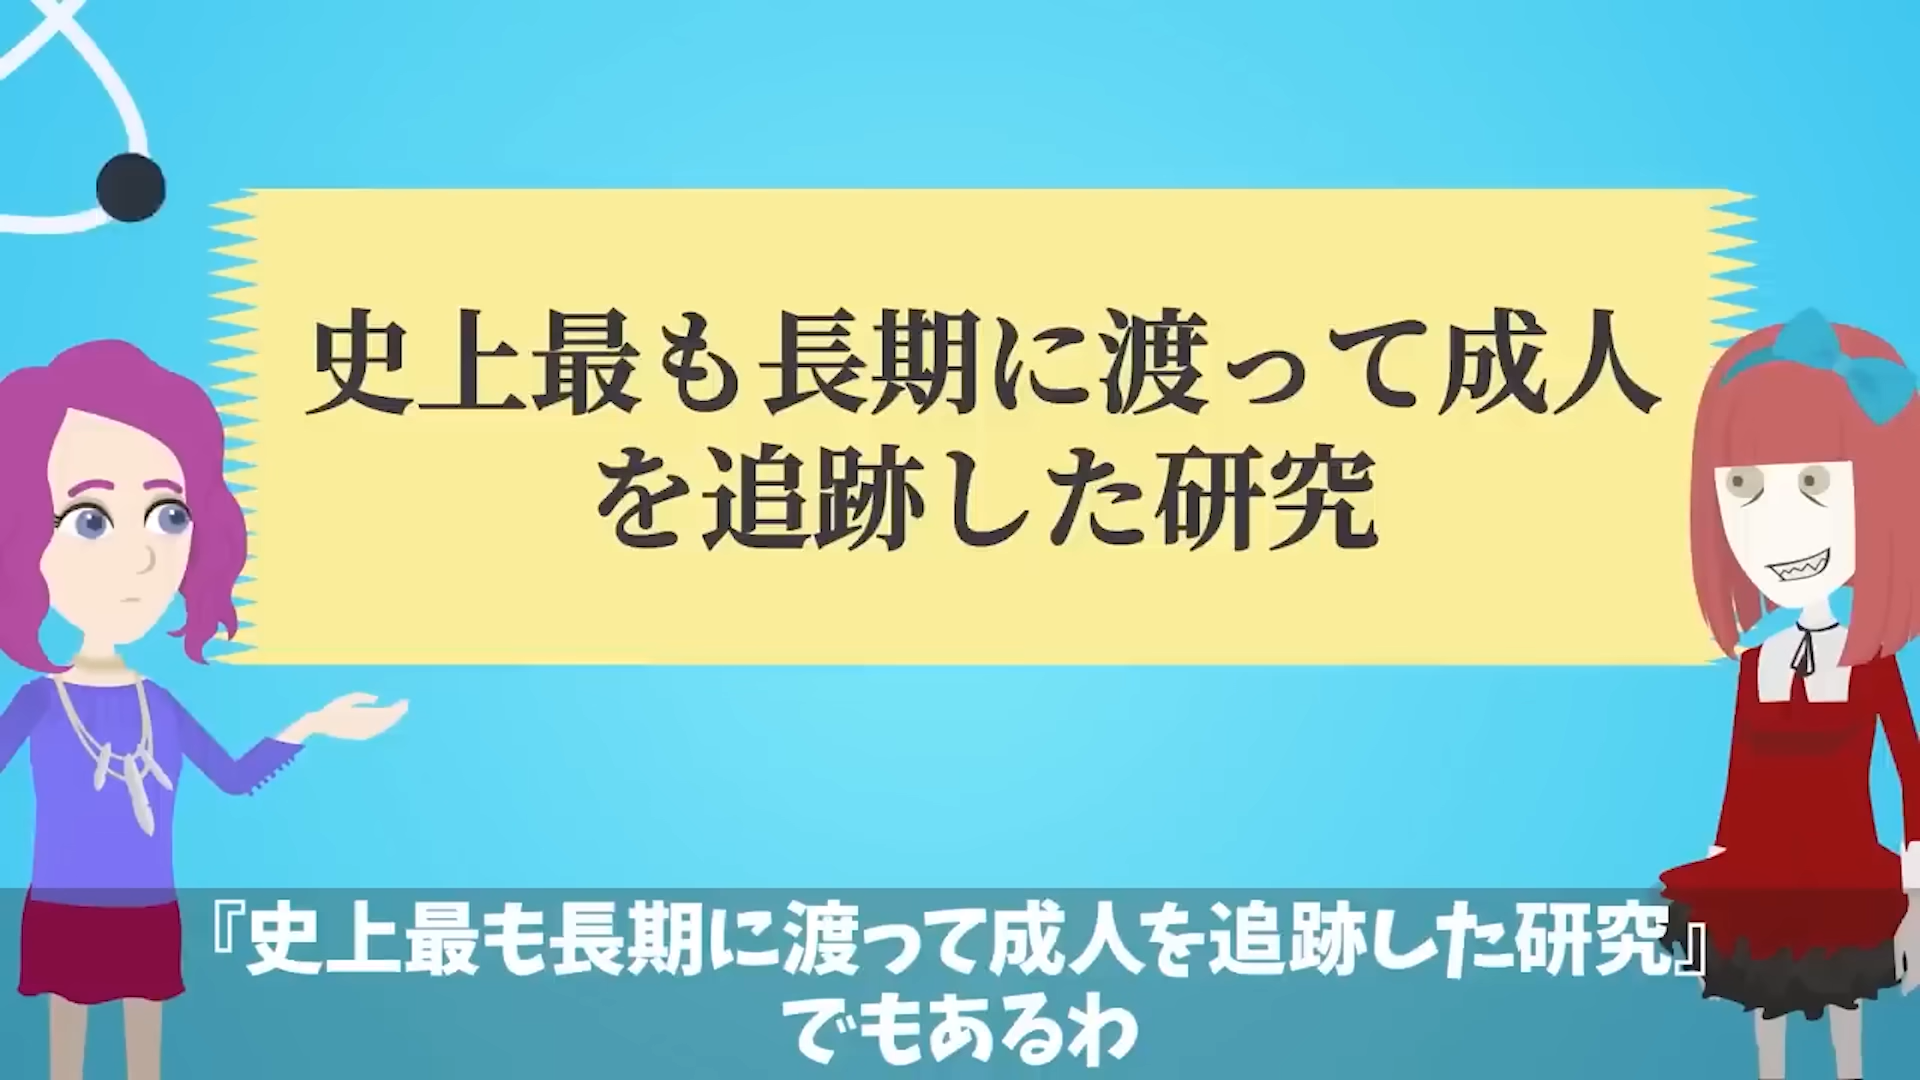 史上最も長期に渡って成人
を追跡した研究
『史上最も長期に渡って成人を追跡した研究』
でもあるわ